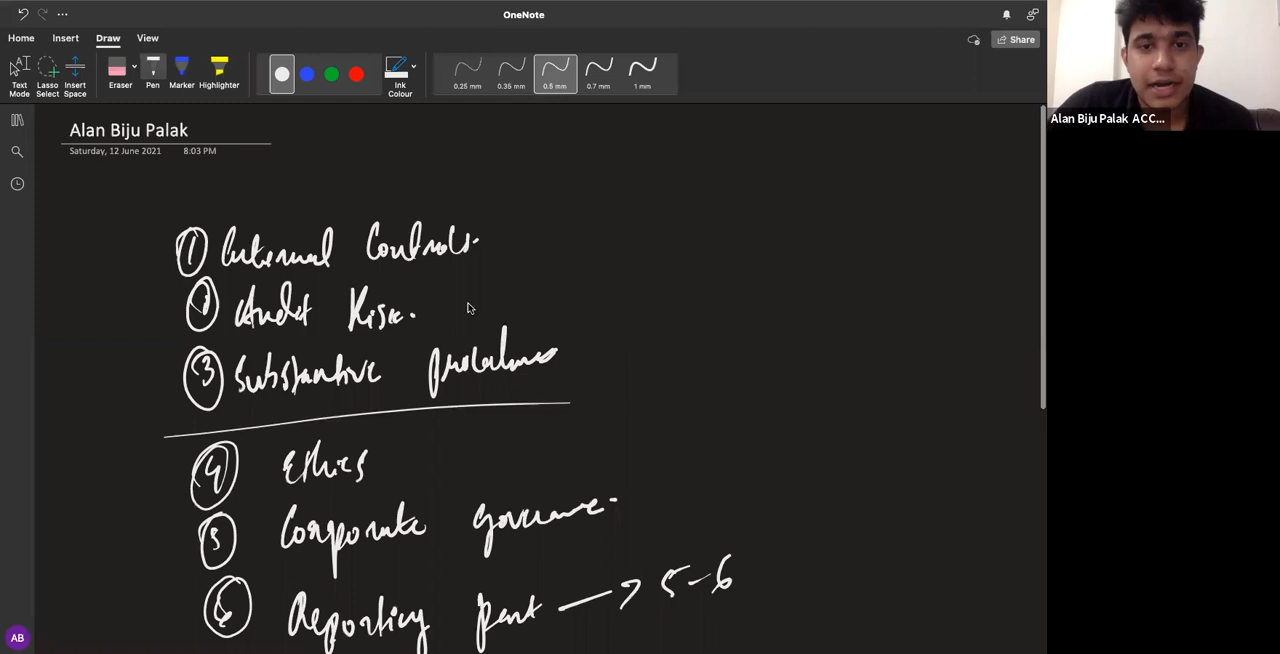 OneNote
Home Insert Draw View
Share
Text Mode
Lasso Select
Insert Space
Eraser
Pen
Marker
Highlighter
Ink Colour
0.25 mm
0.35 mm
0.5 mm
0.7 mm
1 mm
Alan Biju Palak ACC...
Alan Biju Palak
Saturday, 12 June 2021 8:03 PM
① Internal Controls.
② Audit Risk.
③ Substantive procedures
④ Ethics
⑤ Corporate governance.
⑥ Reporting part → 5-6
AB